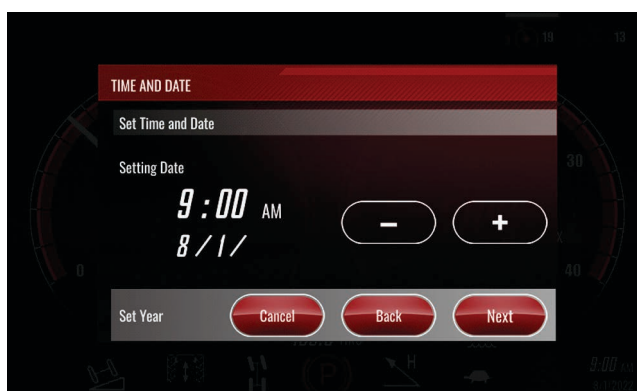 19 13
TIME AND DATE
Set Time and Date
Setting Date
30
9:00 AM
- +
8/1/
0 40
Set Year Cancel Back Next
H
P
9:00 AM